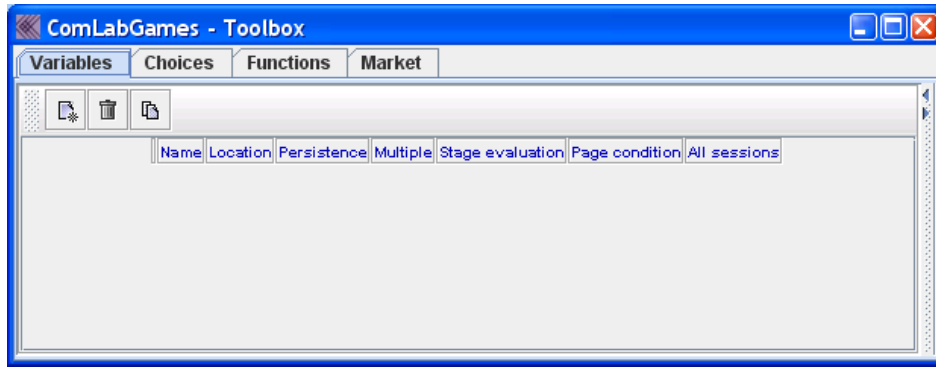 ComLabGames - Toolbox
Variables Choices Functions Market
Name Location Persistence Multiple Stage evaluation Page condition All sessions